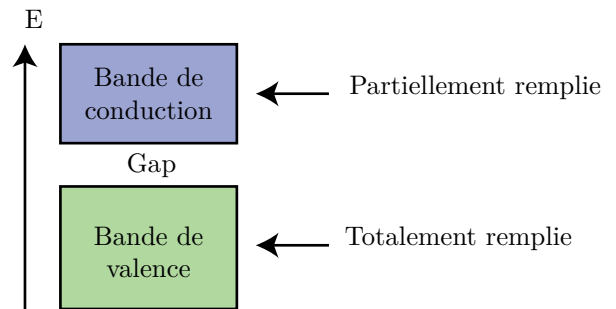 E
Bande de
conduction
Partiellement remplie
Gap
Bande de
valence
Totalement remplie